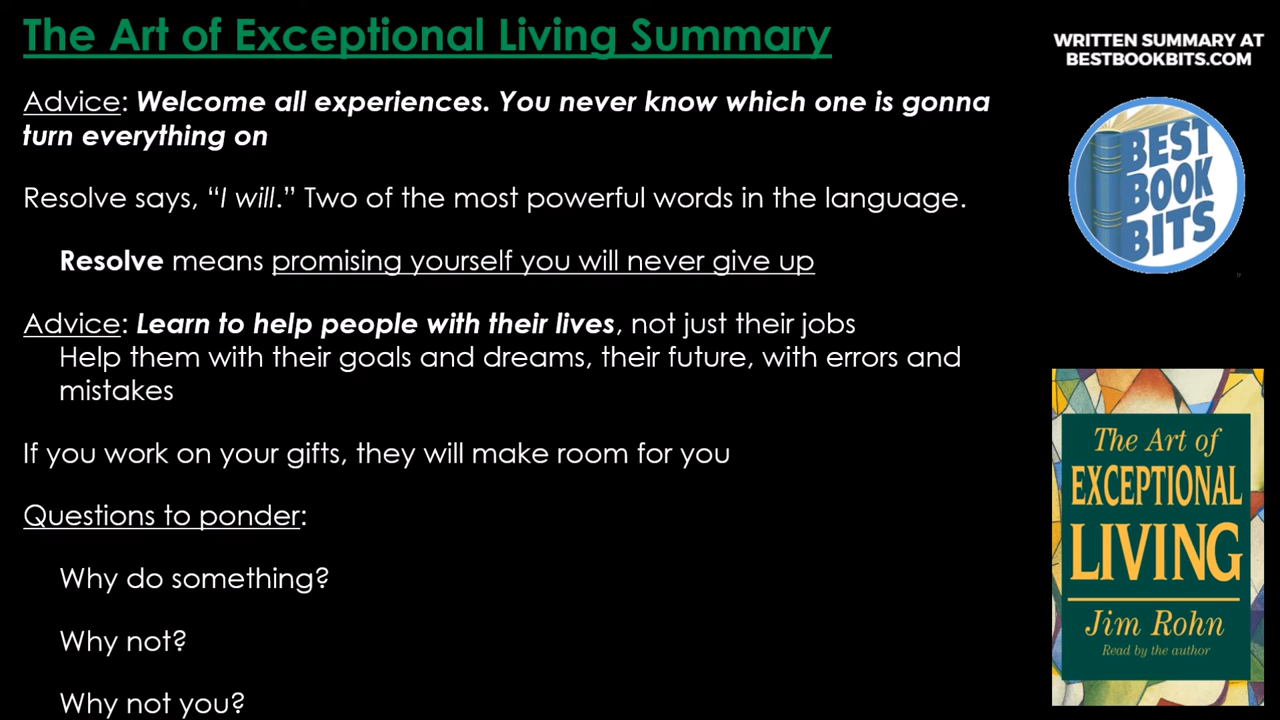 The Art of Exceptional Living Summary
WRITTEN SUMMARY AT
BESTBOOKBITS.COM
Advice: Welcome all experiences. You never know which one is gonna
turn everything on
BEST
BOOK
BITS
Resolve says, “I will.” Two of the most powerful words in the language.
Resolve means promising yourself you will never give up
Advice: Learn to help people with their lives, not just their jobs
Help them with their goals and dreams, their future, with errors and
mistakes
If you work on your gifts, they will make room for you
Questions to ponder:
Why do something?
Why not?
Why not you?
The Art of
EXCEPTIONAL
LIVING
Jim Rohn
Read by the author